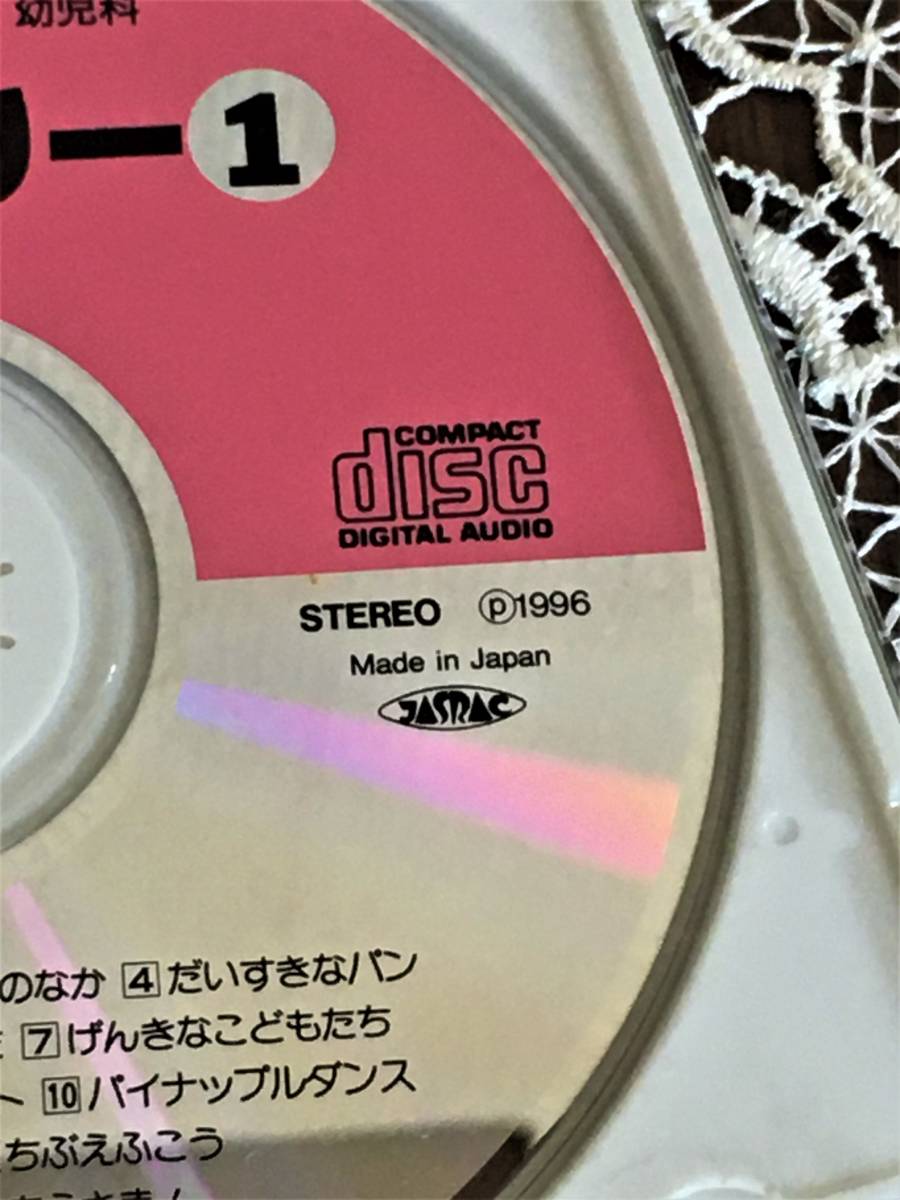 幼児科
リー1
COMPACT
disc
DIGITAL AUDIO
STEREO ⓟ1996
Made in Japan
JASRAC
のなか 4 だいすきなパン
7 げんきなこどもたち
10 パイナップルダンス
ちぶえふこう